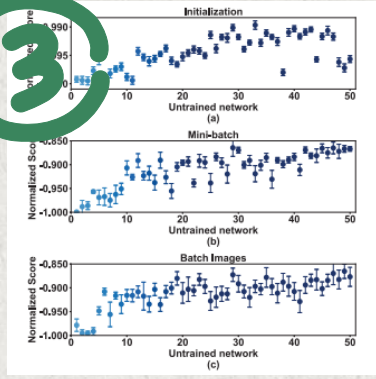 3
Initialization
0.990
Score
0 10 20 30 40 50
Untrained network
(a)
Mini-batch
Normalized Score
-0.850
-0.900
-0.950
-1.000
0 10 20 30 40 50
Untrained network
(b)
Batch Images
Normalized Score
-0.850
-0.900
-0.950
-1.000
0 10 20 30 40 50
Untrained network
(c)